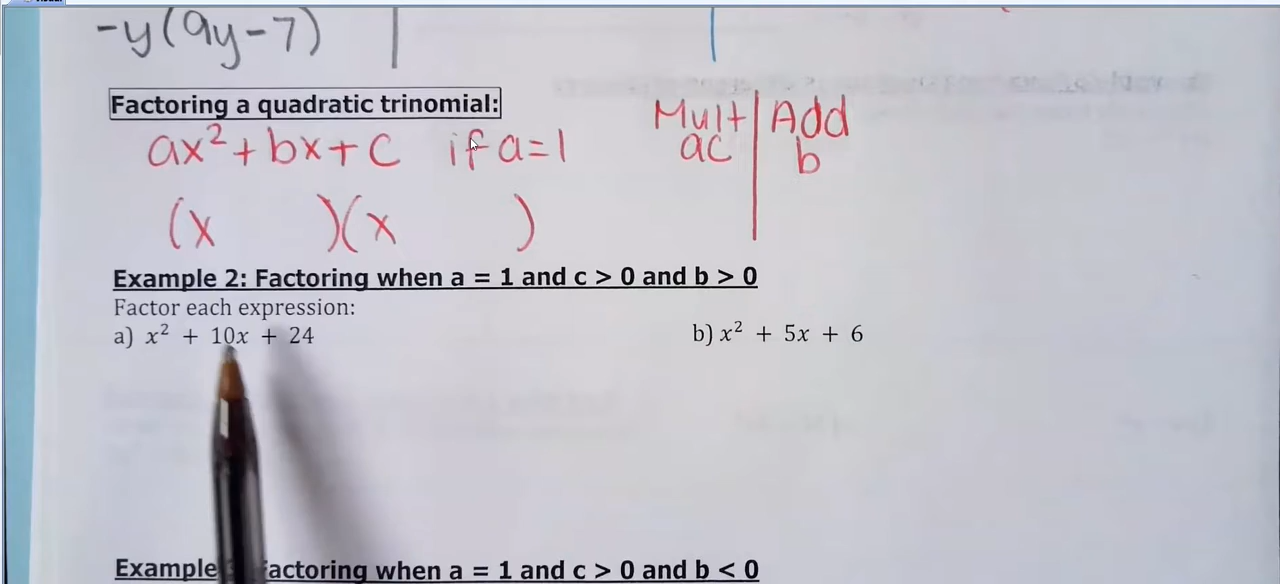 -y(9y-7)
Factoring a quadratic trinomial:
Mult | Add
ax² + bx + c if a=1
ac | b
(x )(x )
Example 2: Factoring when a = 1 and c > 0 and b > 0
Factor each expression:
a) x² + 10x + 24
b) x² + 5x + 6
Example actoring when a = 1 and c > 0 and b < 0